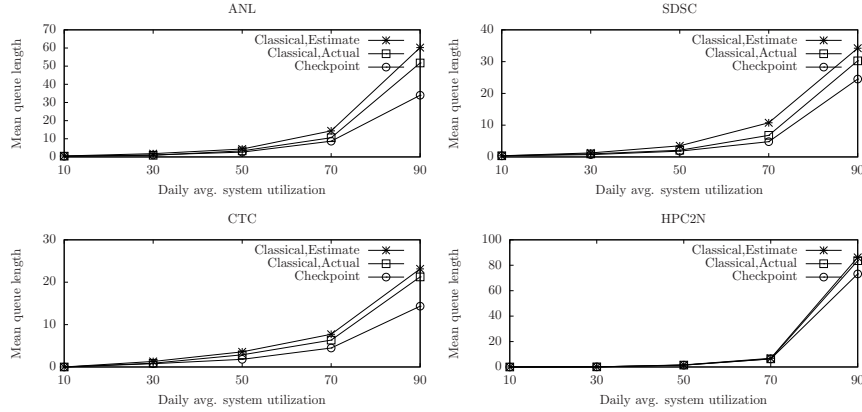 ANL
Mean queue length
70
60
50
40
30
20
10
0
Classical,Estimate
Classical,Actual
Checkpoint
10 30 50 70 90
Daily avg. system utilization
SDSC
Mean queue length
40
30
20
10
0
Classical,Estimate
Classical,Actual
Checkpoint
10 30 50 70 90
Daily avg. system utilization
CTC
Mean queue length
30
20
10
0
Classical,Estimate
Classical,Actual
Checkpoint
10 30 50 70 90
Daily avg. system utilization
HPC2N
Mean queue length
100
80
60
40
20
0
Classical,Estimate
Classical,Actual
Checkpoint
10 30 50 70 90
Daily avg. system utilization